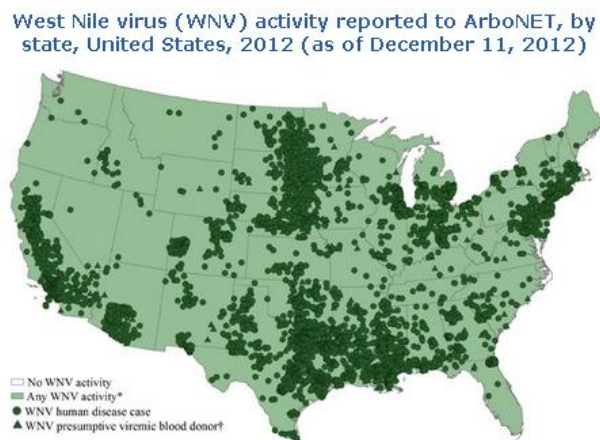 West Nile virus (WNV) activity reported to ArboNET, by
state, United States, 2012 (as of December 11, 2012)
No WNV activity
Any WNV activity*
WNV human disease case
WNV presumptive viremic blood donor†